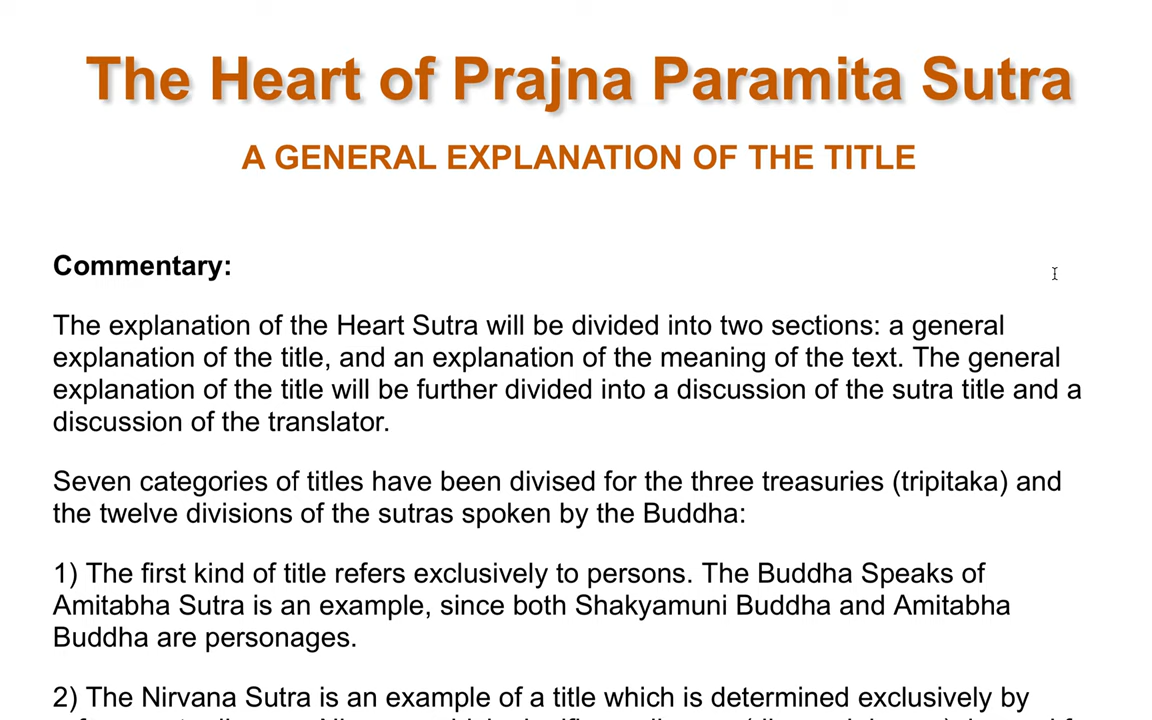 The Heart of Prajna Paramita Sutra
A GENERAL EXPLANATION OF THE TITLE
Commentary:
The explanation of the Heart Sutra will be divided into two sections: a general
explanation of the title, and an explanation of the meaning of the text. The general
explanation of the title will be further divided into a discussion of the sutra title and a
discussion of the translator.
Seven categories of titles have been divised for the three treasuries (tripitaka) and
the twelve divisions of the sutras spoken by the Buddha:
1) The first kind of title refers exclusively to persons. The Buddha Speaks of
Amitabha Sutra is an example, since both Shakyamuni Buddha and Amitabha
Buddha are personages.
2) The Nirvana Sutra is an example of a title which is determined exclusively by